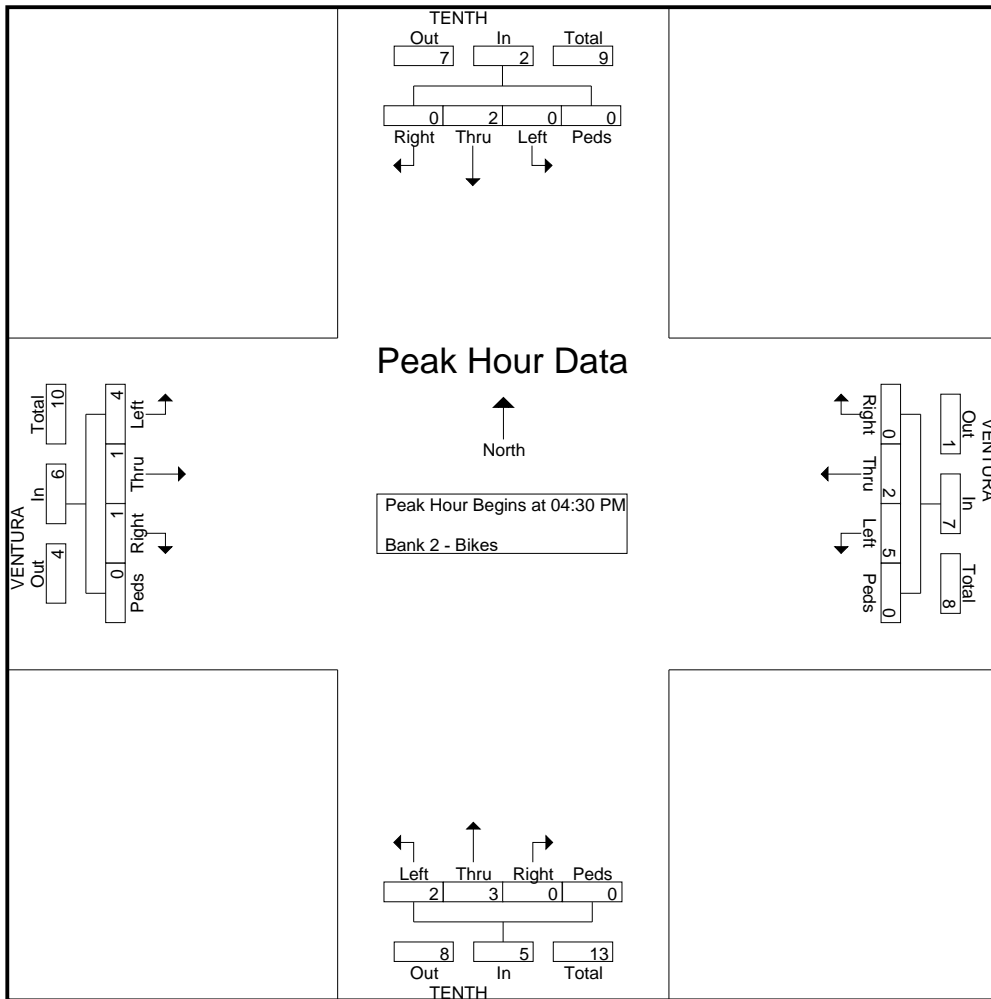 TENTH
Out In Total
7 2 9
0 2 0 0
Right Thru Left Peds
Peak Hour Data
North
Peak Hour Begins at 04:30 PM
Bank 2 - Bikes
VENTURA
Out In Total
4 6 10
4 1 1 0
Left Thru Right Peds
VENTURA
Out In Total
1 7 8
0 2 5 0
Right Thru Left Peds
Left Thru Right Peds
2 3 0 0
8 5 13
Out In Total
TENTH